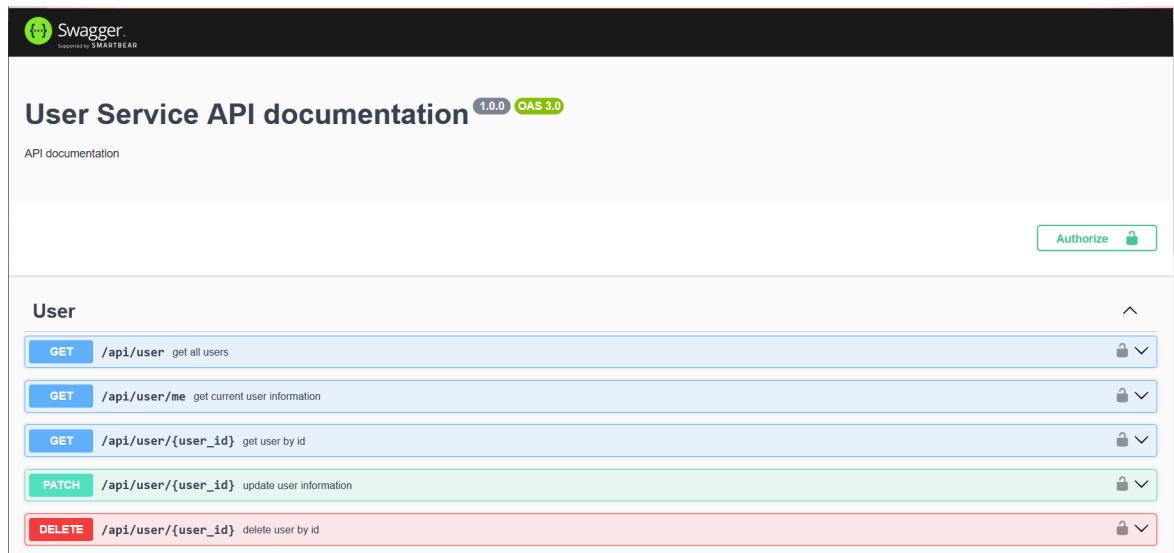 Swagger.
Supported by SMARTBEAR
User Service API documentation 1.0.0 OAS 3.0
API documentation
Authorize
User
GET /api/user get all users
GET /api/user/me get current user information
GET /api/user/{user_id} get user by id
PATCH /api/user/{user_id} update user information
DELETE /api/user/{user_id} delete user by id